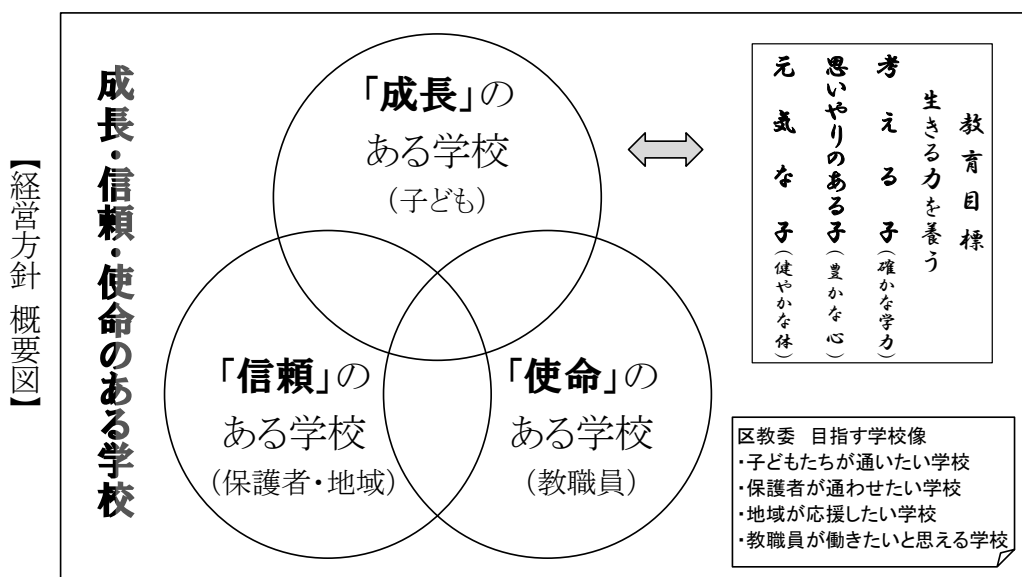 【経営方針 概要図】
成長・信頼・使命のある学校
「成長」の
ある学校
(子ども)
「信頼」の
ある学校
(保護者・地域)
「使命」の
ある学校
(教職員)
教育目標
生きる力を養う
考える子(確かな学力)
思いやりのある子(豊かな心)
元気な子(健やかな体)
区教委 目指す学校像
・子どもたちが通いたい学校
・保護者が通わせたい学校
・地域が応援したい学校
・教職員が働きたいと思える学校